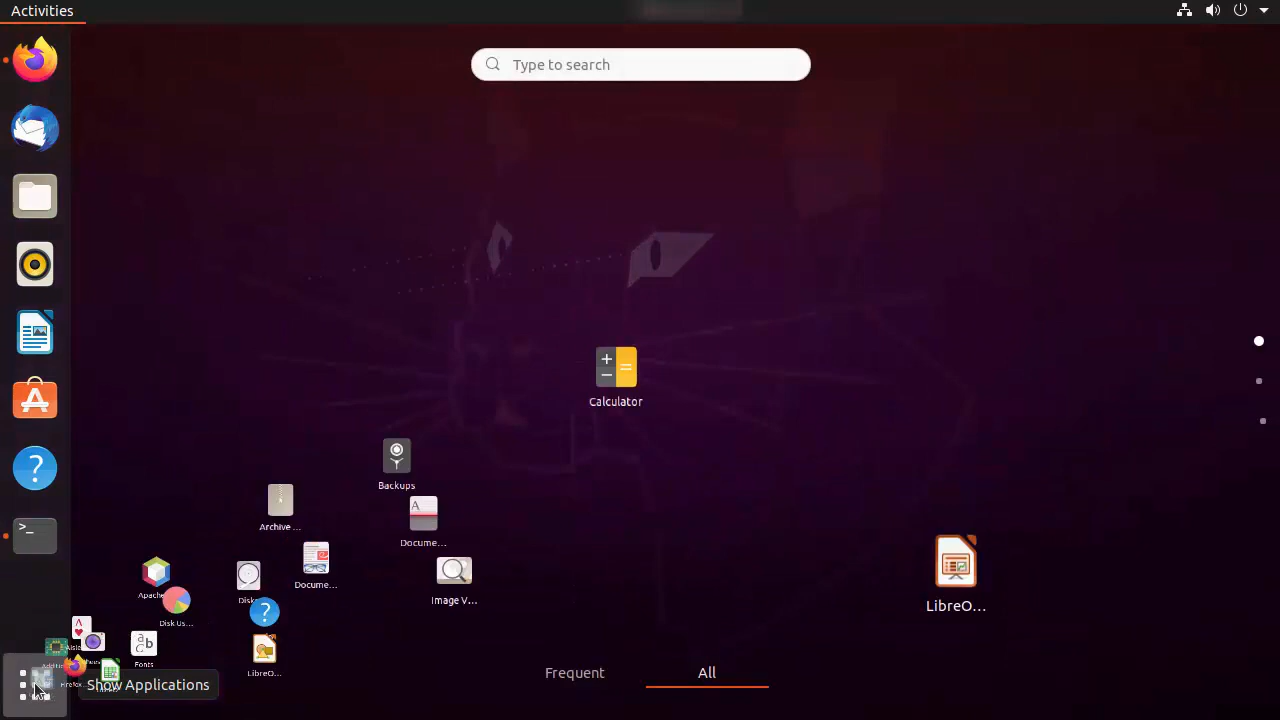 Activities
Type to search
Calculator
Backups
Archive ...
Docume...
Docume...
Disk Us...
Image V...
LibreO...
Fonts
LibreO...
Show Applications
Frequent
All